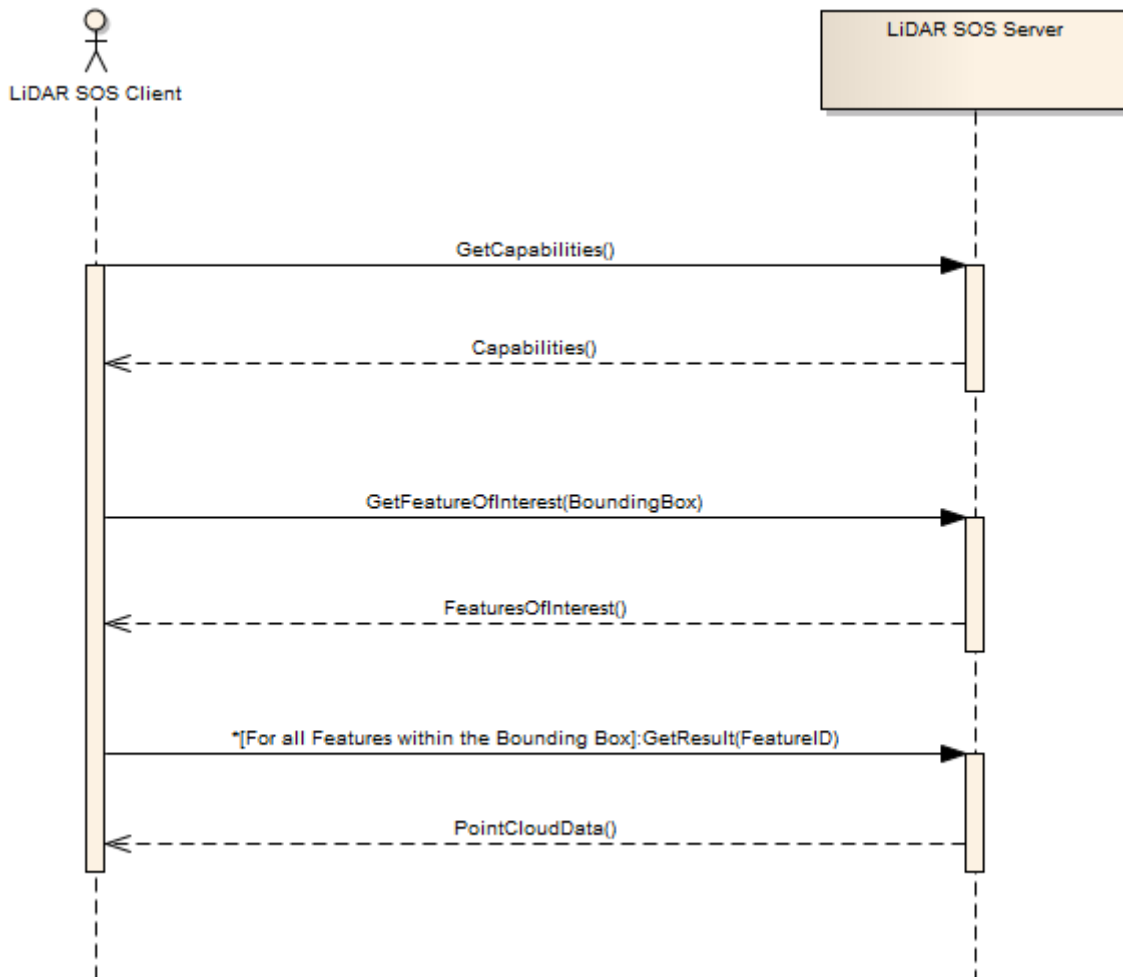 LiDAR SOS Server
LiDAR SOS Client
GetCapabilities()
Capabilities()
GetFeatureOfInterest(BoundingBox)
FeaturesOfInterest()
*[For all Features within the Bounding Box]:GetResult(FeatureID)
PointCloudData()